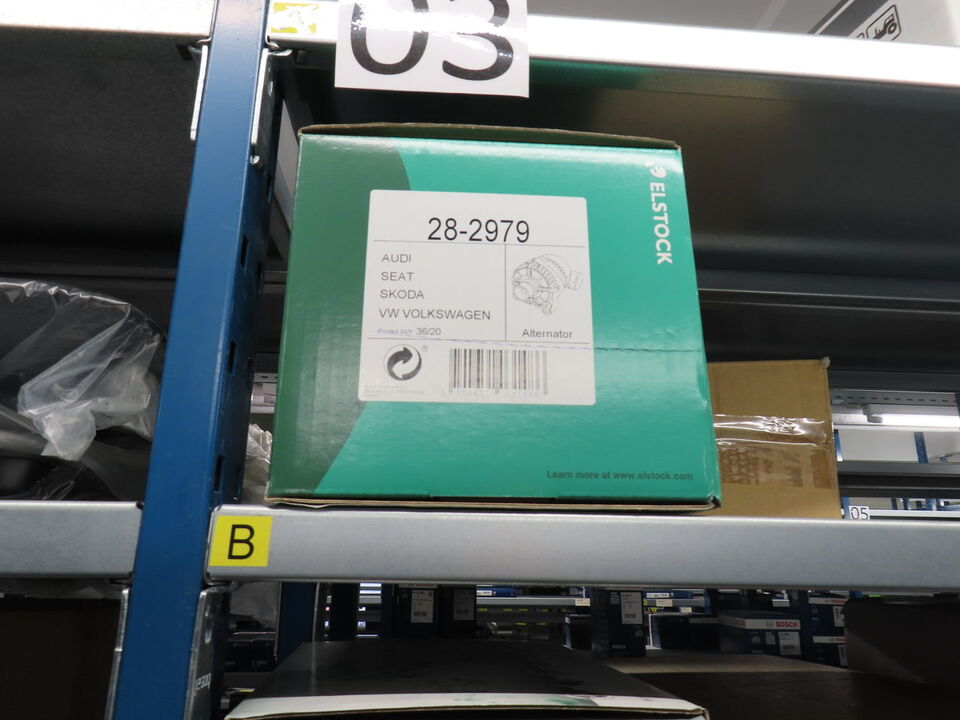 03
ELSTOCK
28-2979
AUDI
SEAT
SKODA
VW VOLKSWAGEN
Printed W/Y 36/20
Alternator
Learn more at www.elstock.com
05
B
BOSCH